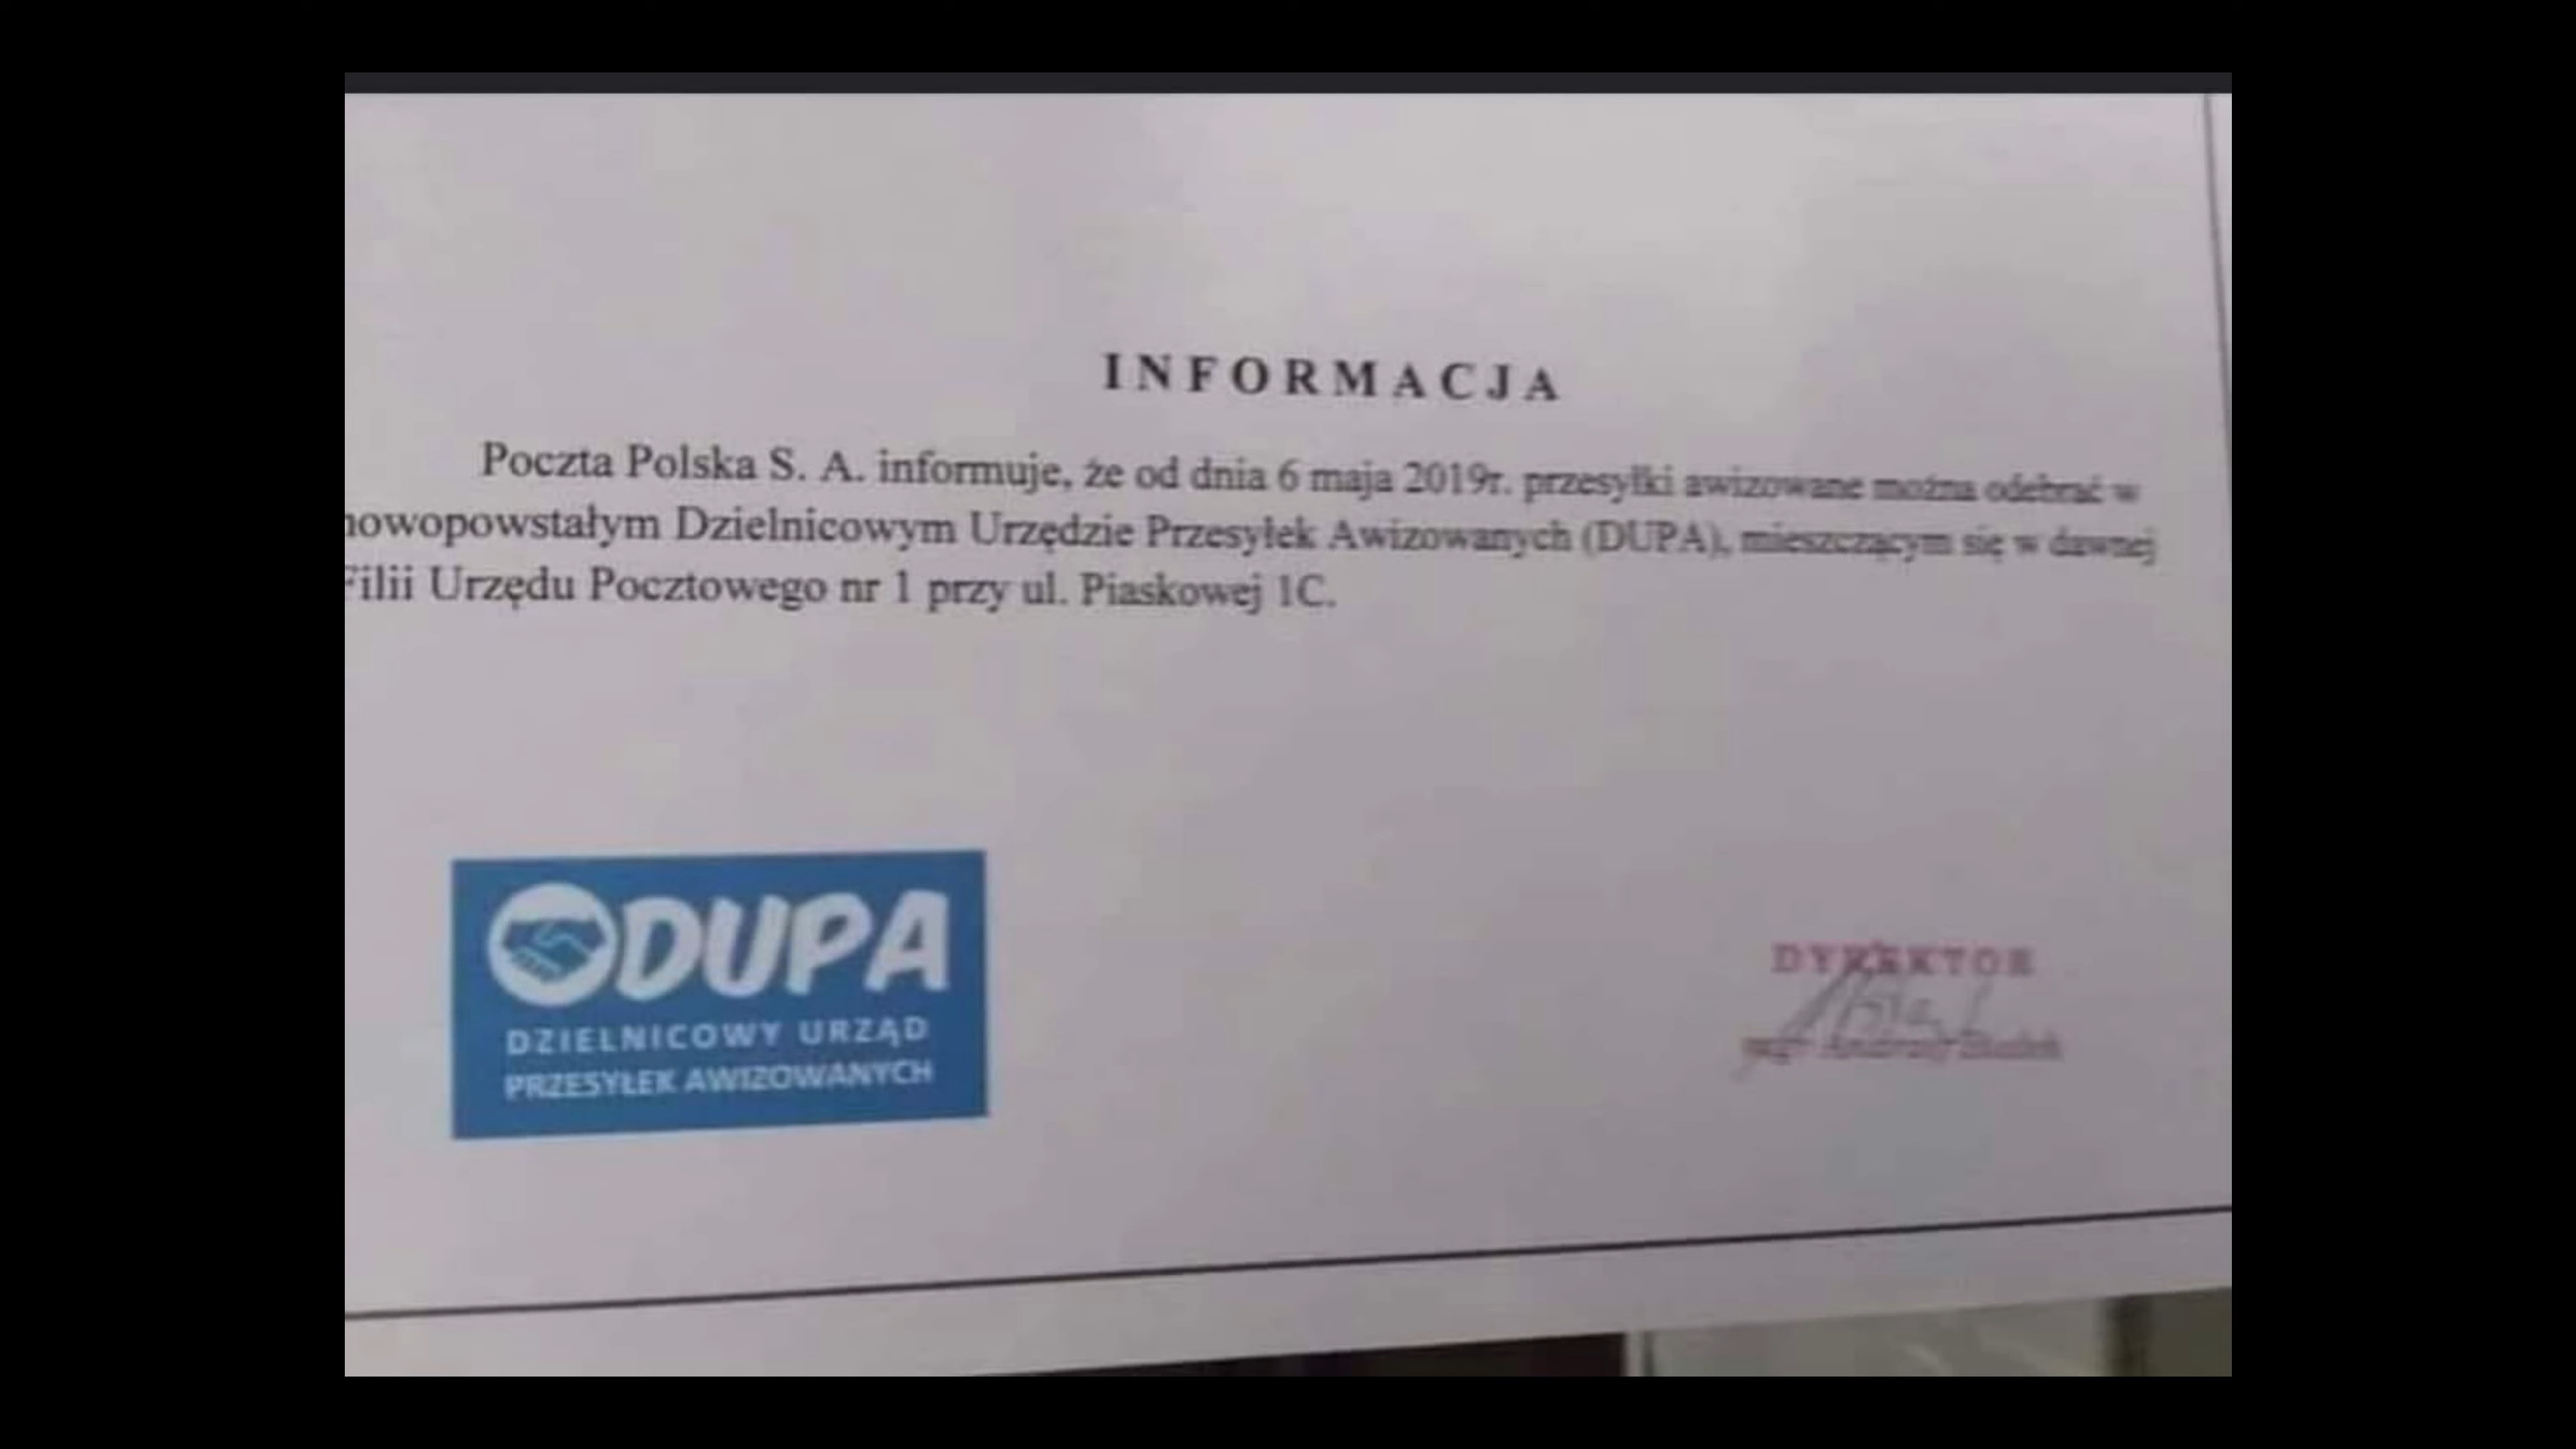 INFORMACJA
Poczta Polska S. A. informuje, że od dnia 6 maja 2019r. przesyłki awizowane można odebrać w
nowopowstałym Dzielnicowym Urzędzie Przesyłek Awizowanych (DUPA), mieszczącym się w dawnej
Filii Urzędu Pocztowego nr 1 przy ul. Piaskowej 1C.
DUPA
DZIELNICOWY URZĄD
PRZESYŁEK AWIZOWANYCH
DYREKTOR
mgr Andrzej